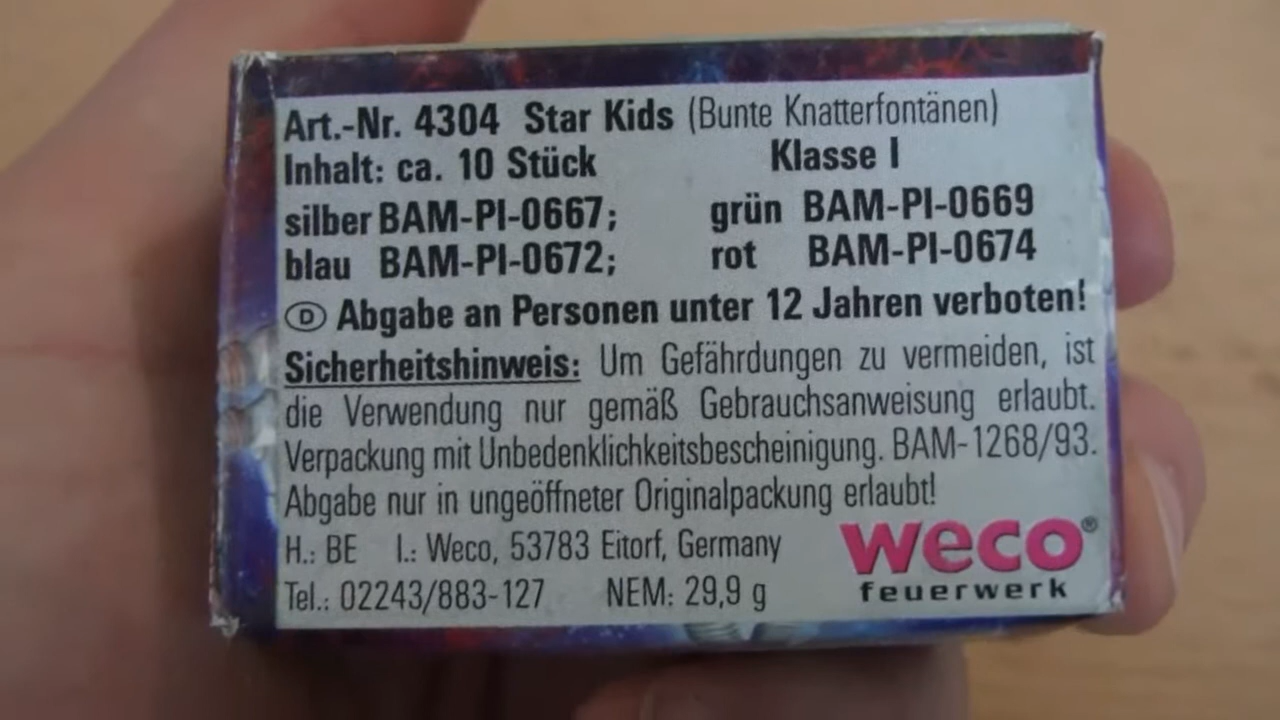 Art.-Nr. 4304 Star Kids (Bunte Knatterfontänen)
Inhalt: ca. 10 Stück Klasse I
silber BAM-PI-0667; grün BAM-PI-0669
blau BAM-PI-0672; rot BAM-PI-0674
D Abgabe an Personen unter 12 Jahren verboten!
Sicherheitshinweis: Um Gefährdungen zu vermeiden, ist
die Verwendung nur gemäß Gebrauchsanweisung erlaubt.
Verpackung mit Unbedenklichkeitsbescheinigung. BAM-1268/93.
Abgabe nur in ungeöffneter Originalpackung erlaubt!
H.: BE I.: Weco, 53783 Eitorf, Germany
Tel.: 02243/883-127 NEM: 29,9 g
weco®
feuerwerk